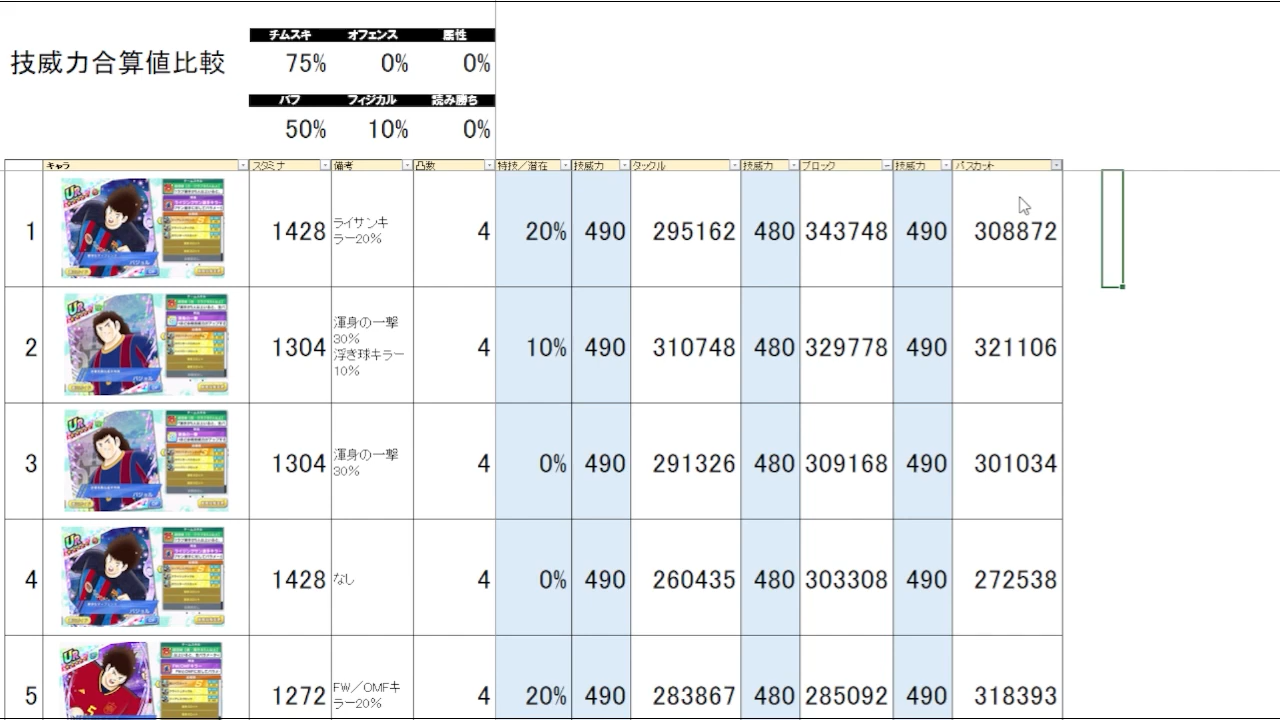 チムスキ オフェンス 属性
技威力合算値比較 75% 0% 0%
バフ フィジカル 読み勝ち
50% 10% 0%
キャラ スタミナ 備考 凸数 特技/潜在 技威力 タックル 技威力 ブロック 技威力 パスカット
1 UR 1428 ライサンキラー20% 4 20% 490 295162 480 343748 490 308872
2 UR 1304 渾身の一撃30% 浮き球キラー10% 4 10% 490 310748 480 329778 490 321106
3 UR 1304 渾身の一撃30% 4 0% 490 291326 480 309168 490 301034
4 UR 1428 なし 4 0% 490 260435 480 303308 490 272538
5 UR 1272 FW/OMFキラー20% 4 20% 490 283867 480 285092 490 318393